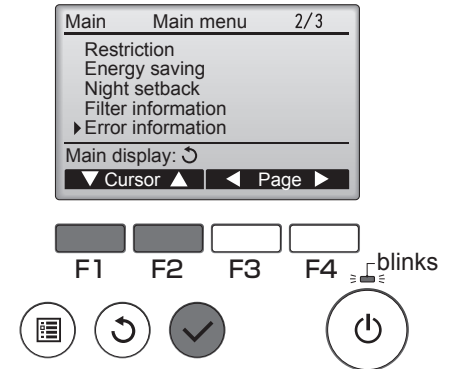 Main Main menu 2/3
Restriction
Energy saving
Night setback
Filter information
Error information
Main display:
Cursor Page
F1 F2 F3 F4
blinks